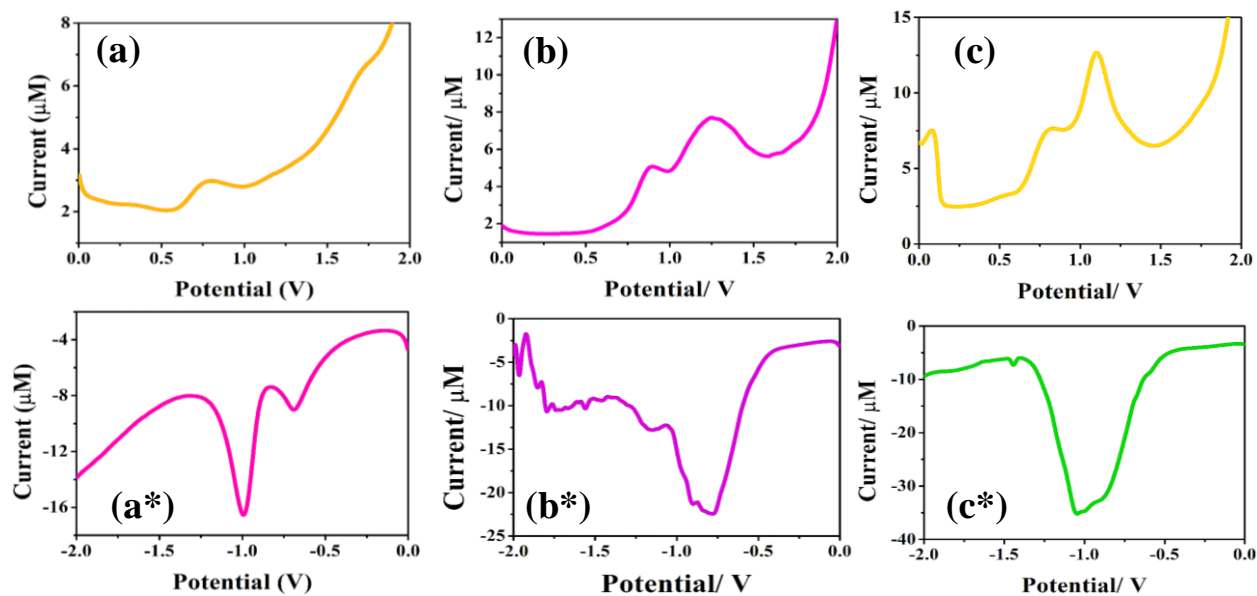 (a)
Current (μM)
8
6
4
2
0.0 0.5 1.0 1.5 2.0
Potential (V)
(b)
Current/ μM
12
10
8
6
4
2
0.0 0.5 1.0 1.5 2.0
Potential/ V
(c)
Current/ μM
15
10
5
0
0.0 0.5 1.0 1.5 2.0
Potential/ V
(a*)
Current (μM)
-4
-8
-12
-16
-2.0 -1.5 -1.0 -0.5 0.0
Potential (V)
(b*)
Current/ μM
0
-5
-10
-15
-20
-25
-2.0 -1.5 -1.0 -0.5 0.0
Potential/ V
(c*)
Current/ μM
0
-10
-20
-30
-40
-2.0 -1.5 -1.0 -0.5 0.0
Potential/ V